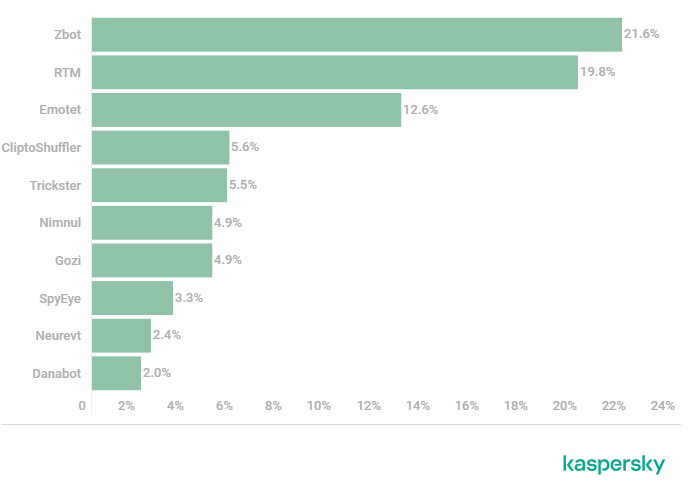 Zbot 21.6%
RTM 19.8%
Emotet 12.6%
CliptoShuffler 5.6%
Trickster 5.5%
Nimnul 4.9%
Gozi 4.9%
SpyEye 3.3%
Neurevt 2.4%
Danabot 2.0%
0 2% 4% 6% 8% 10% 12% 14% 16% 18% 20% 22% 24%
kaspersky